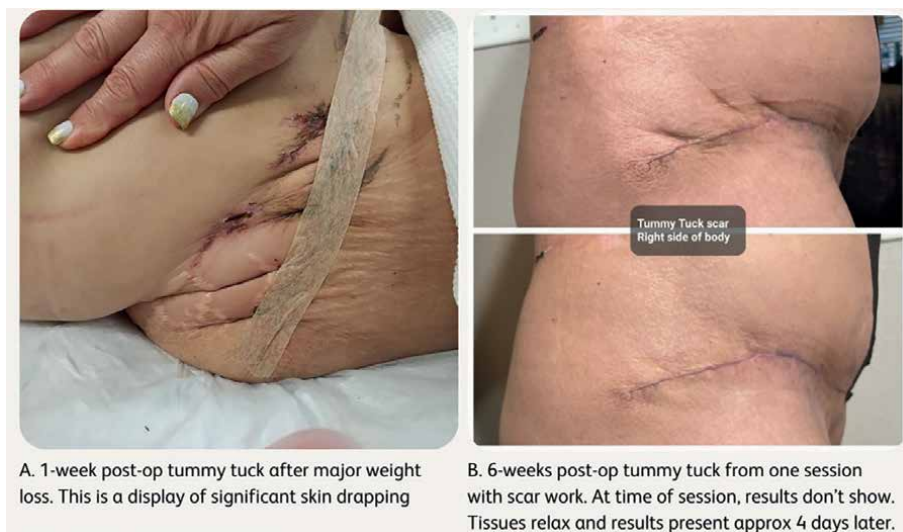 Tummy Tuck scar
Right side of body
A. 1-week post-op tummy tuck after major weight
loss. This is a display of significant skin drapping
B. 6-weeks post-op tummy tuck from one session
with scar work. At time of session, results don't show.
Tissues relax and results present approx 4 days later.